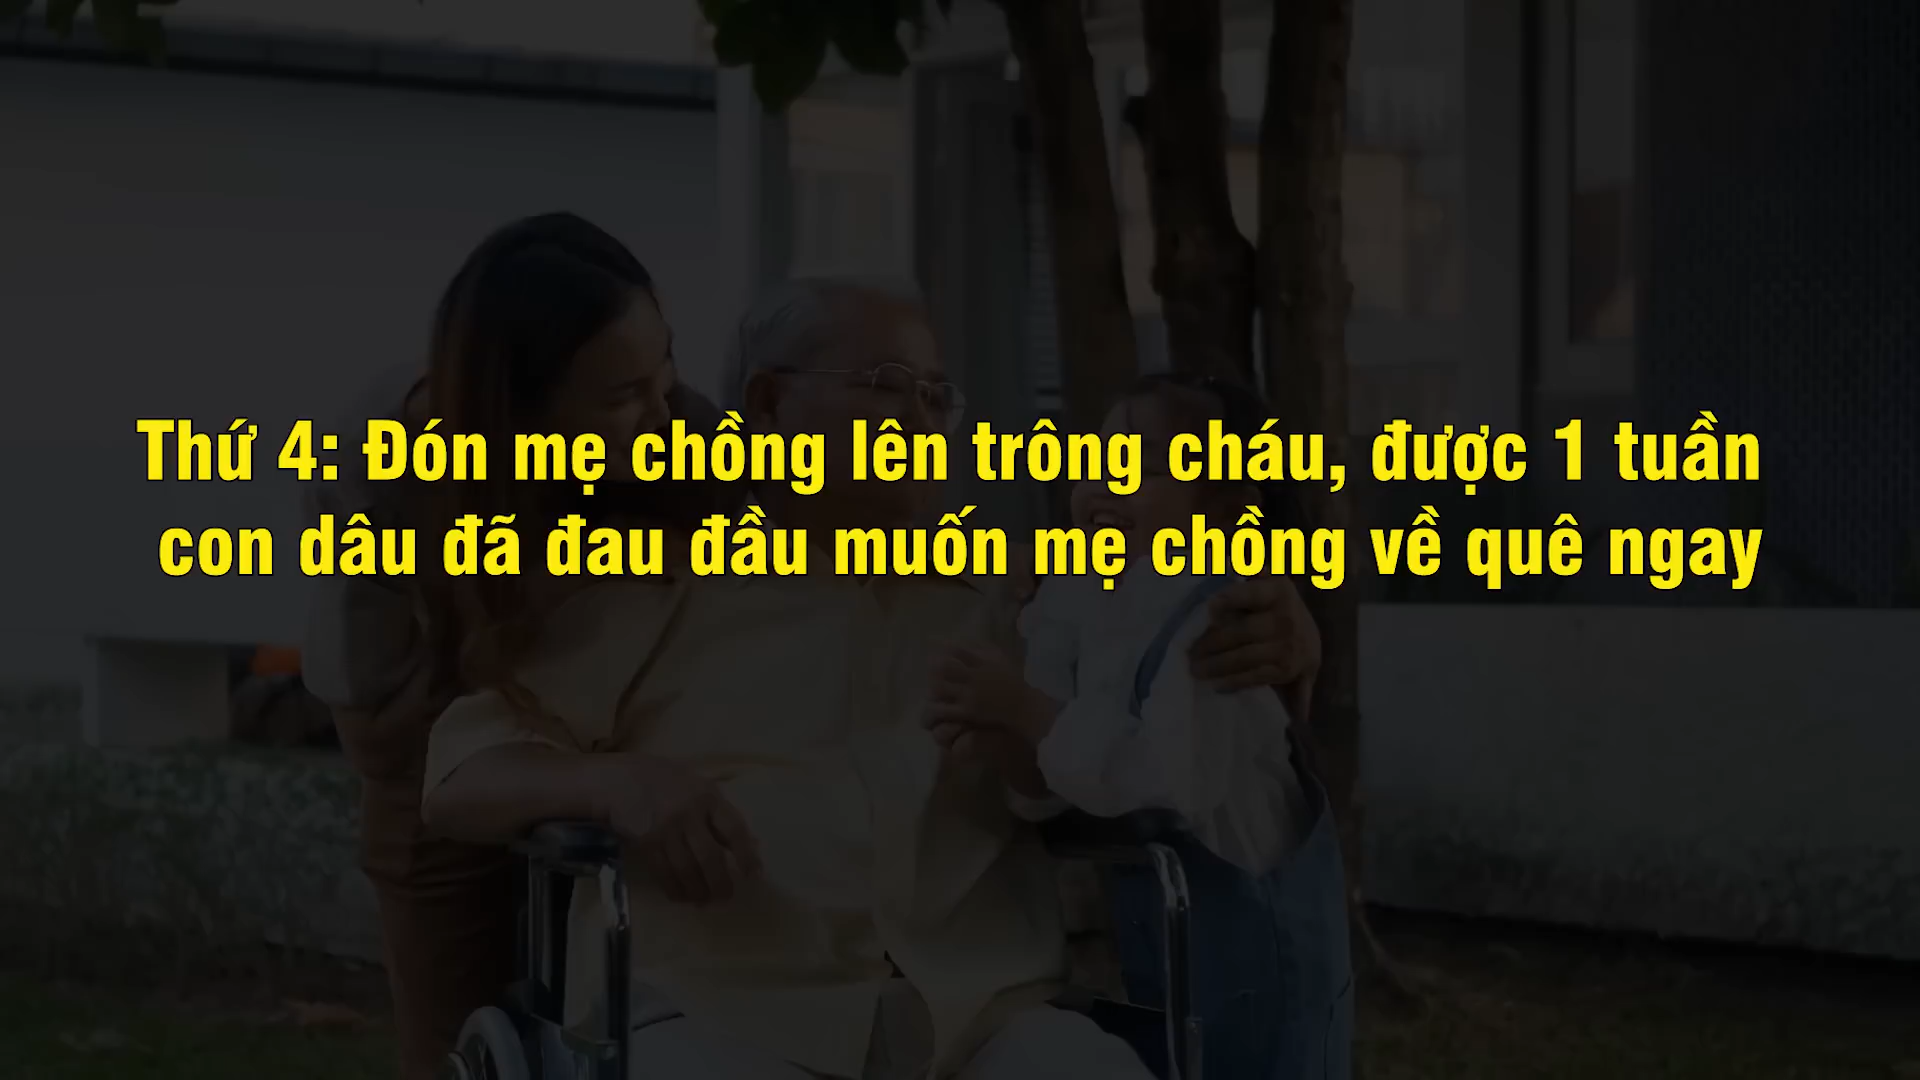 Thứ 4: Đón mẹ chồng lên trông cháu, được 1 tuần
con dâu đã đau đầu muốn mẹ chồng về quê ngay